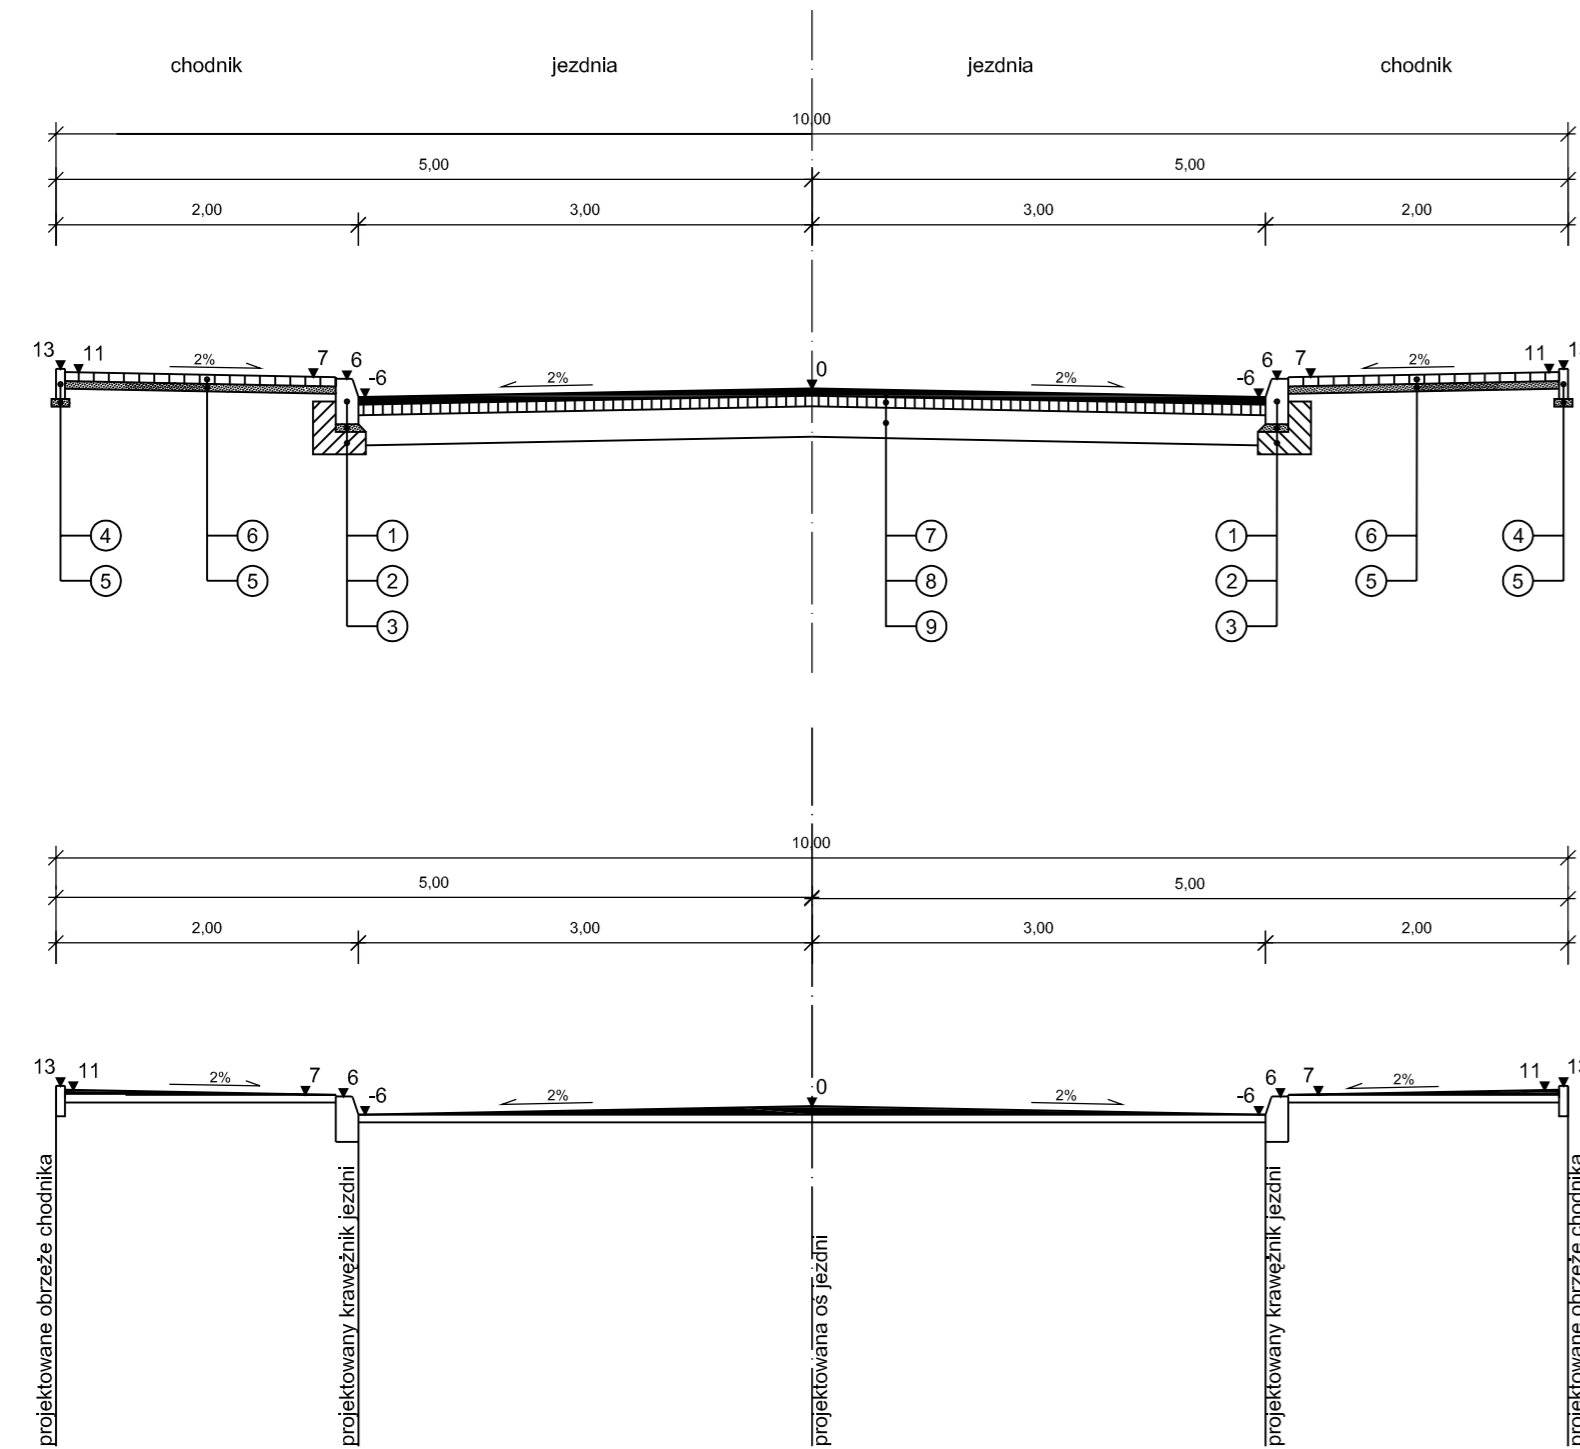 chodnik jezdnia jezdnia chodnik
10,00
5,00 5,00
2,00 3,00 3,00 2,00
13 11 2% 7 6 -6 2% 0 2% -6 6 7 2% 11
4 6 1 7 1 6 4
5 5 2 8 2 5 5
3 9 3
10,00
5,00 5,00
2,00 3,00 3,00 2,00
13 11 2% 7 6 -6 2% 0 2% -6 6 7 2% 11
projektowane obrzeże chodnika
projektowany krawężnik jezdni
projektowana oś jezdni
projektowany krawężnik jezdni
projektowane obrzeże chodnika